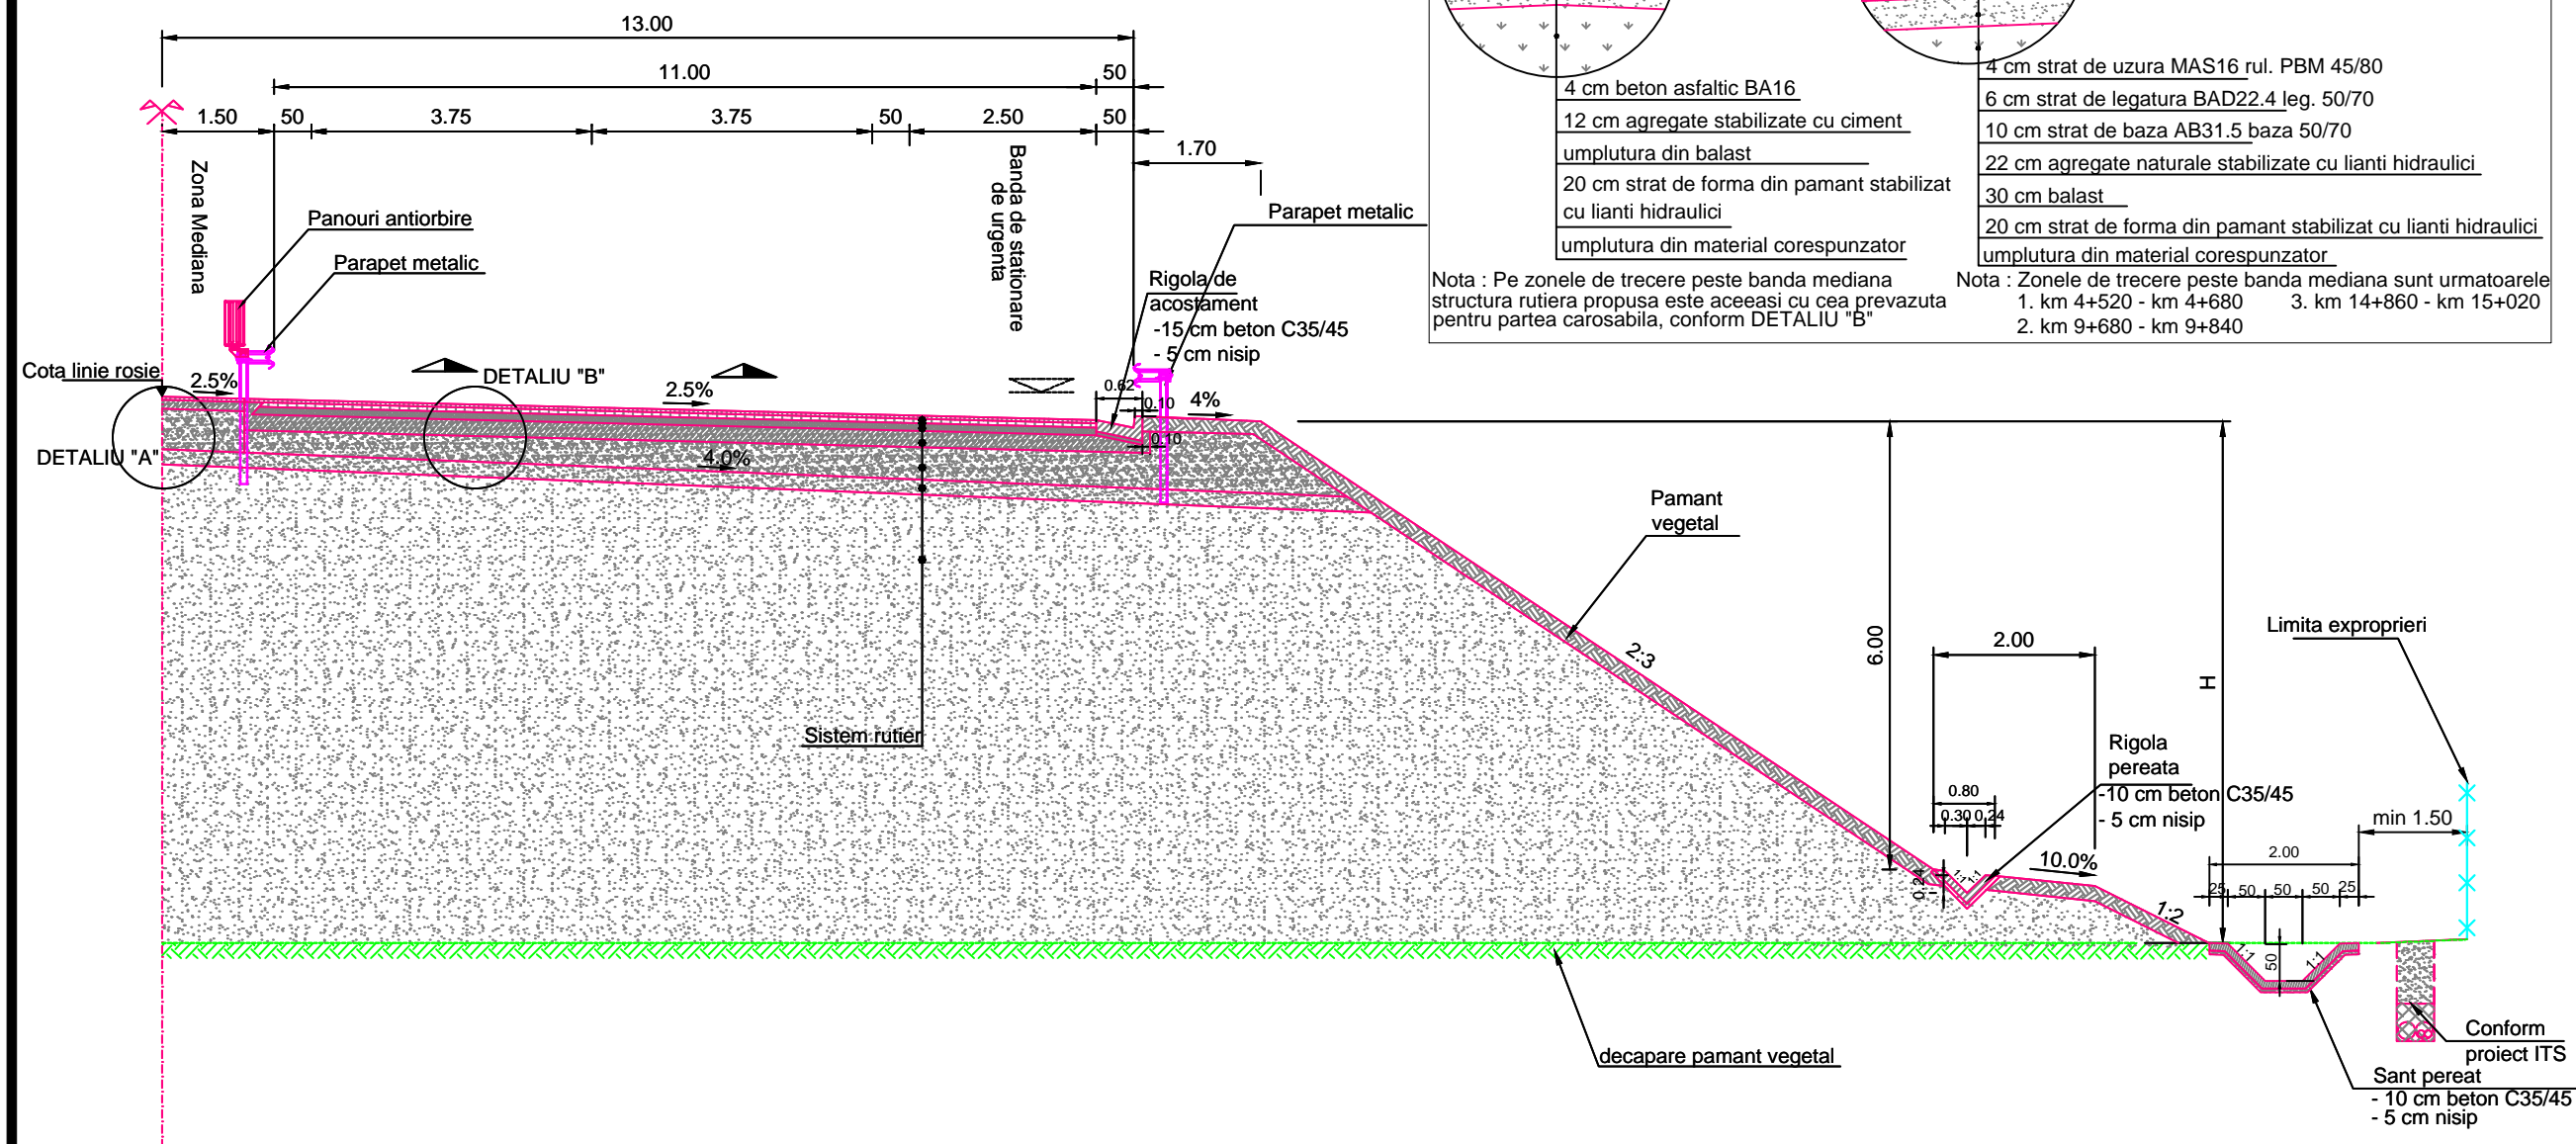 13.00
11.00
50
1.50
50
3.75
3.75
50
2.50
50
1.70
Zona Mediana
Banda de stationare
de urgenta
Panouri antiorbire
Parapet metalic
Parapet metalic
Rigola de
acostament
-15 cm beton C35/45
- 5 cm nisip
Cota linie rosie
2.5%
DETALIU "B"
2.5%
0.62
0.10
4%
0.10
DETALIU "A"
4.0%
4 cm beton asfaltic BA16
12 cm agregate stabilizate cu ciment
umplutura din balast
20 cm strat de forma din pamant stabilizat
cu lianti hidraulici
umplutura din material corespunzator
4 cm strat de uzura MAS16 rul. PBM 45/80
6 cm strat de legatura BAD22.4 leg. 50/70
10 cm strat de baza AB31.5 baza 50/70
22 cm agregate naturale stabilizate cu lianti hidraulici
30 cm balast
20 cm strat de forma din pamant stabilizat cu lianti hidraulici
umplutura din material corespunzator
Nota : Pe zonele de trecere peste banda mediana
structura rutiera propusa este aceeasi cu cea prevazuta
pentru partea carosabila, conform DETALIU "B"
Nota : Zonele de trecere peste banda mediana sunt urmatoarele
1. km 4+520 - km 4+680
3. km 14+860 - km 15+020
2. km 9+680 - km 9+840
Pamant
vegetal
2:3
6.00
H
Sistem rutier
Limita exproprieri
2.00
Rigola
pereata
-10 cm beton C35/45
- 5 cm nisip
0.80
0.30
0.24
0.24
1:1
1:1
10.0%
1:2
min 1.50
2.00
25
50
50
50
25
1:1
50
1:1
decapare pamant vegetal
Conform
proiect ITS
Sant pereat
- 10 cm beton C35/45
- 5 cm nisip